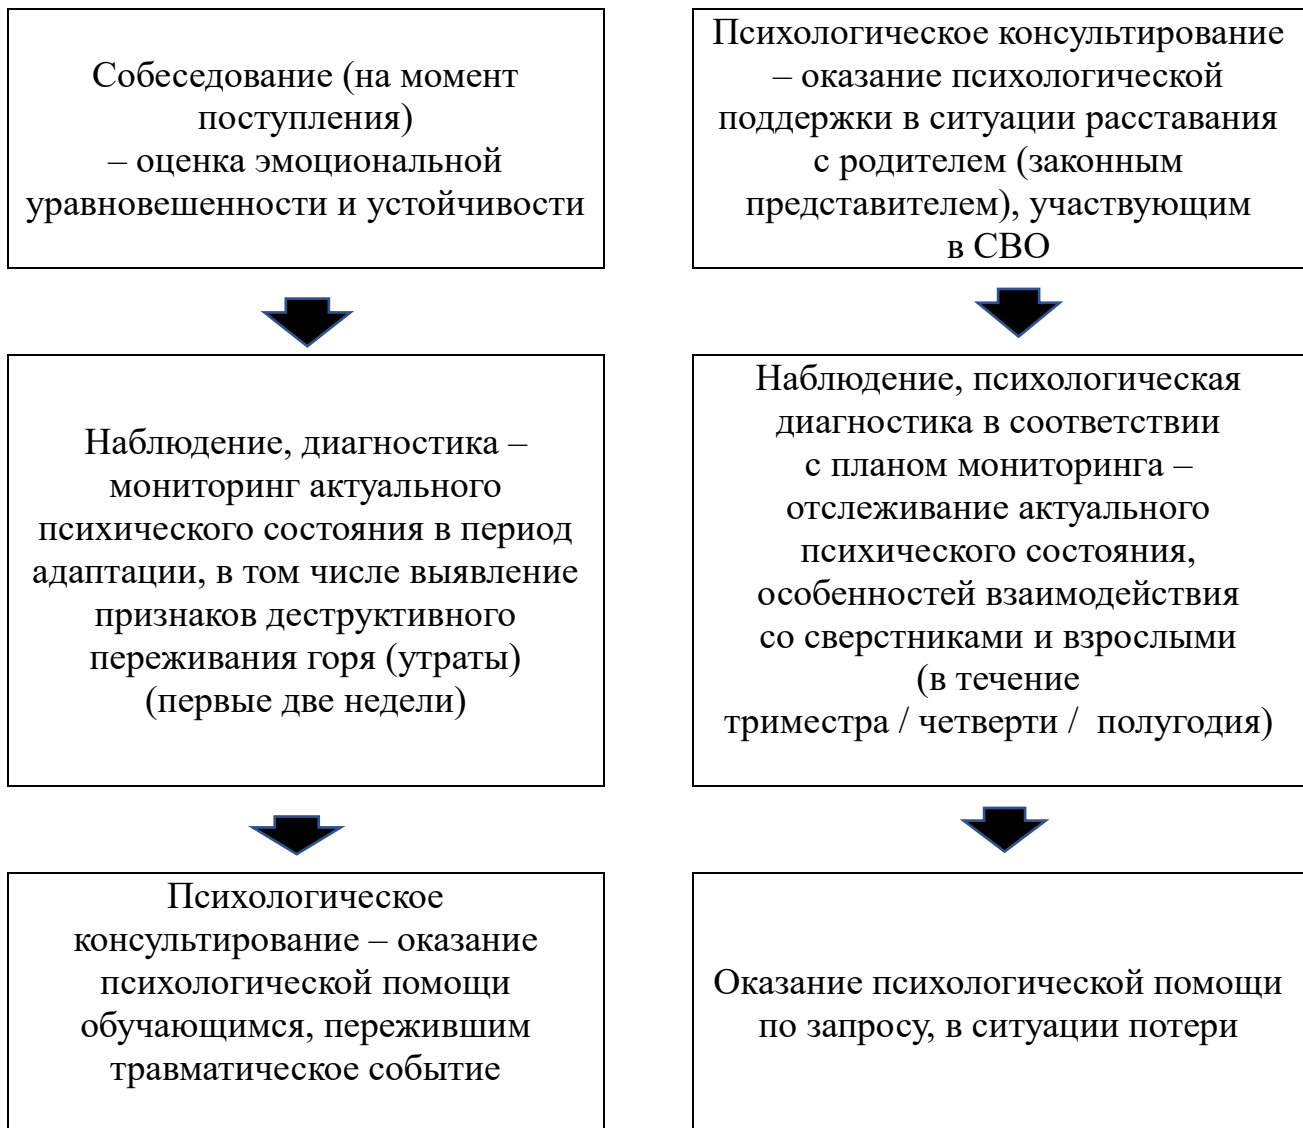 Собеседование (на момент
поступления)
– оценка эмоциональной
уравновешенности и устойчивости
Психологическое консультирование
– оказание психологической
поддержки в ситуации расставания
с родителем (законным
представителем), участвующим
в СВО
Наблюдение, диагностика –
мониторинг актуального
психического состояния в период
адаптации, в том числе выявление
признаков деструктивного
переживания горя (утраты)
(первые две недели)
Наблюдение, психологическая
диагностика в соответствии
с планом мониторинга –
отслеживание актуального
психического состояния,
особенностей взаимодействия
со сверстниками и взрослыми
(в течение
триместра / четверти /  полугодия)
Психологическое
консультирование – оказание
психологической помощи
обучающимся, пережившим
травматическое событие
Оказание психологической помощи
по запросу, в ситуации потери